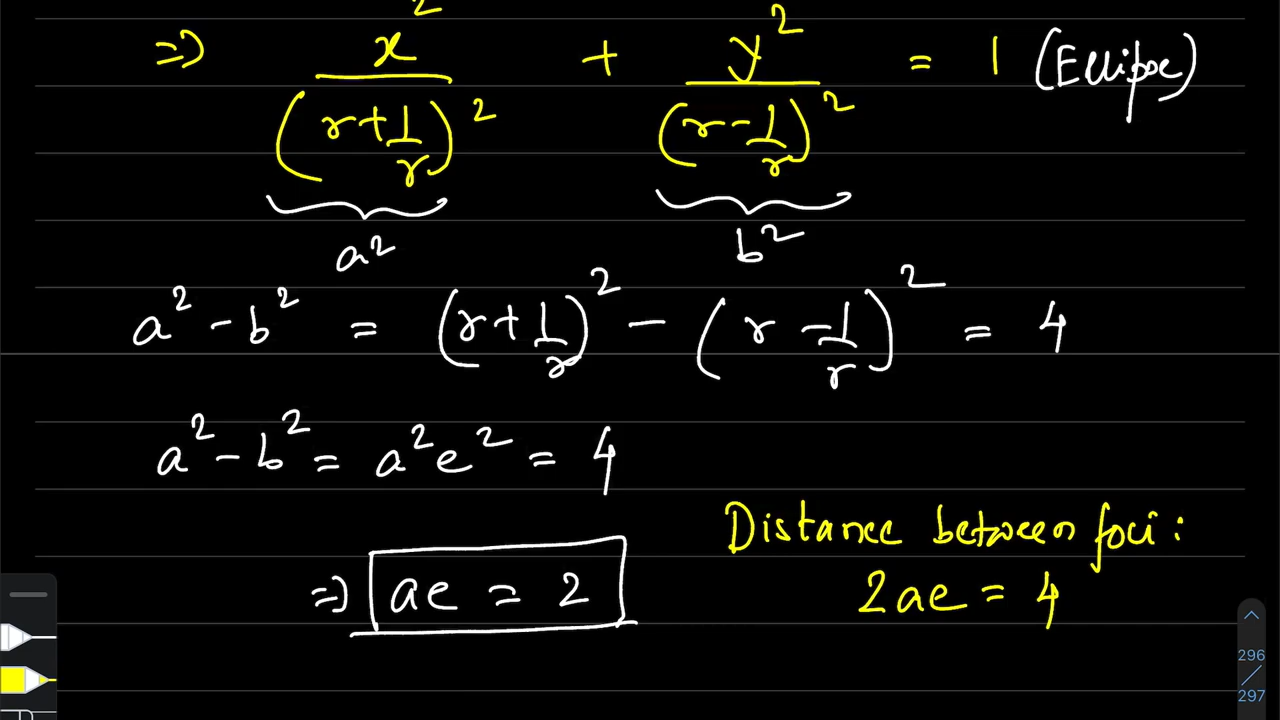 ⇒ x²/(r+1/r)² + y²/(r-1/r)² = 1 (Ellipse)
a² b²
a² - b² = (r+1/r)² - (r-1/r)² = 4
a² - b² = a²e² = 4
Distance between foci:
⇒ ae = 2
2ae = 4
296
/
297